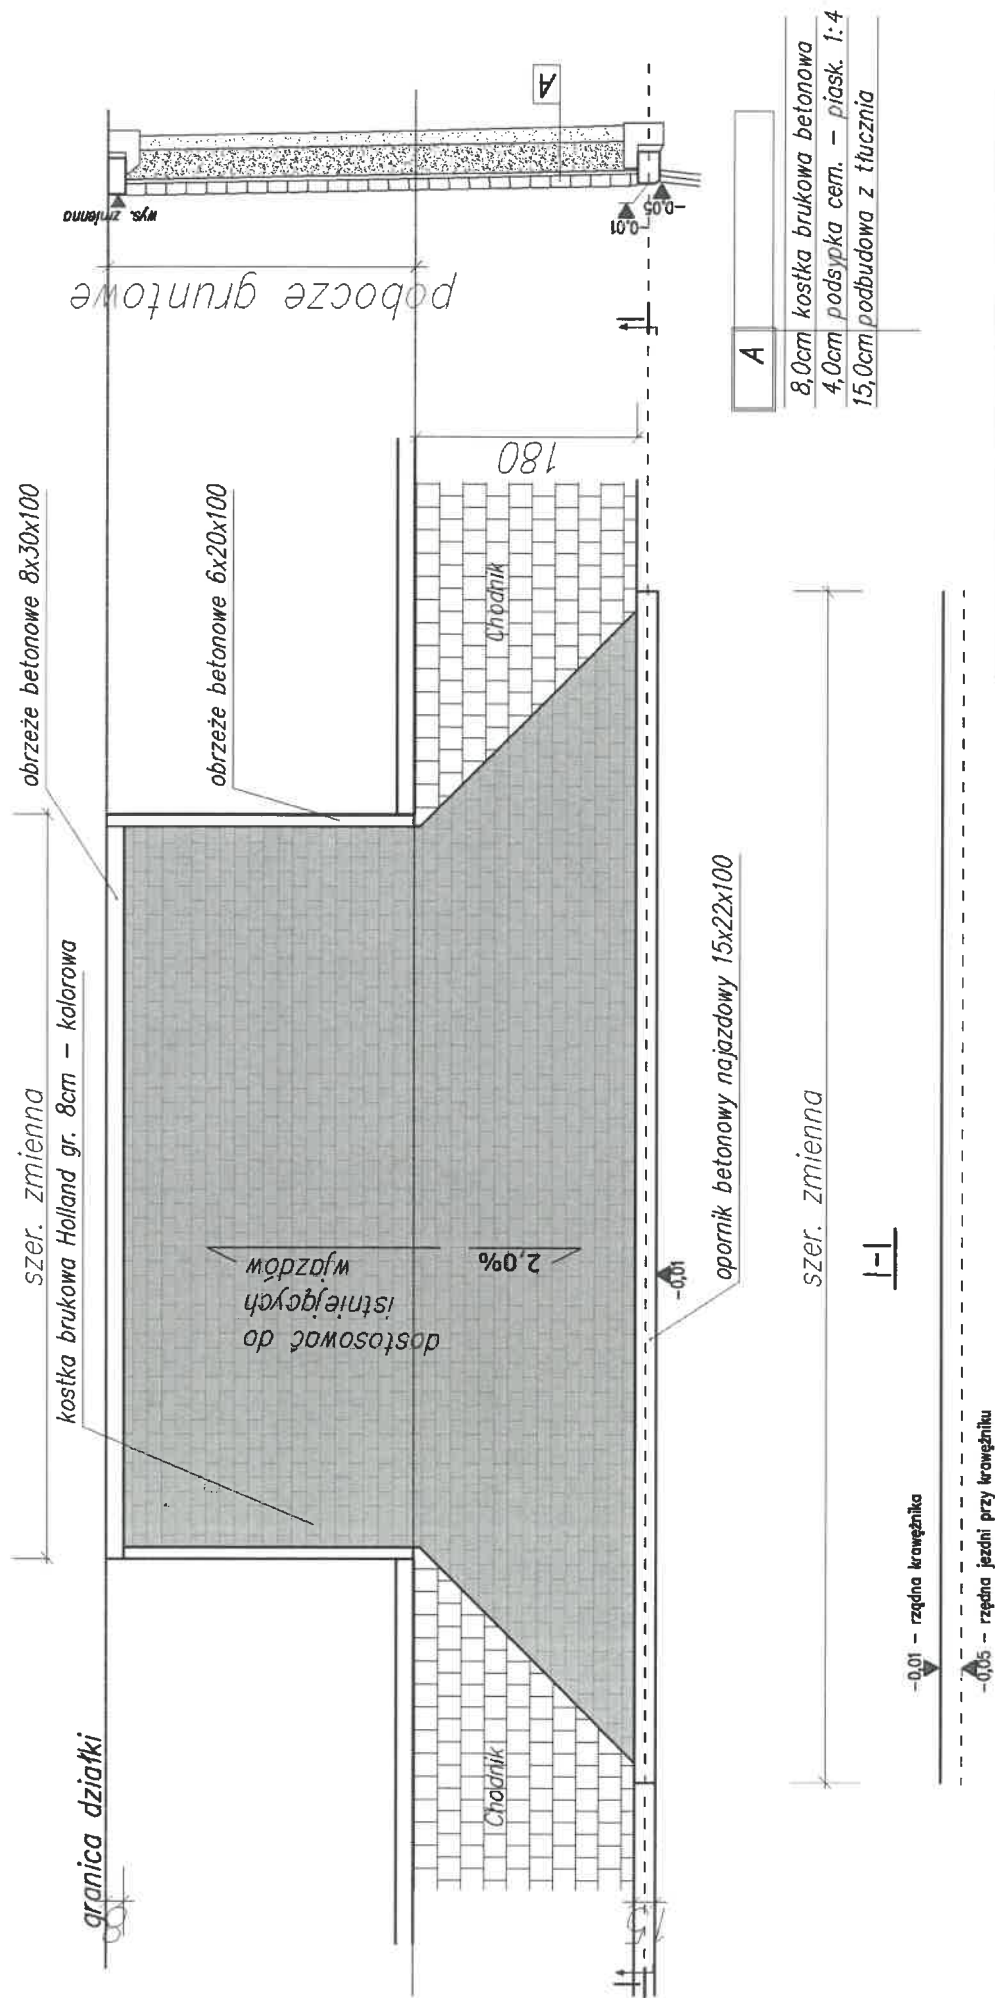 granica działki
8
szer. zmienna
kostka brukowa Holland gr. 8cm – kolorowa
obrzeże betonowe 8x30x100
obrzeże betonowe 6x20x100
pobocze gruntowe
wys. zmienna
A
-0,01
-0,05
dostosować do
istniejących
wjazdów
2,0%
Chodnik
Chodnik
180
15
I
I
-0,01
opornik betonowy najazdowy 15x22x100
szer. zmienna
A
8,0cm kostka brukowa betonowa
4,0cm podsypka cem. – piask. 1:4
15,0cm podbudowa z tłucznia
I-I
-0,01 – rządna krawężnika
-0,05 – rzędna jezdni przy krawężniku